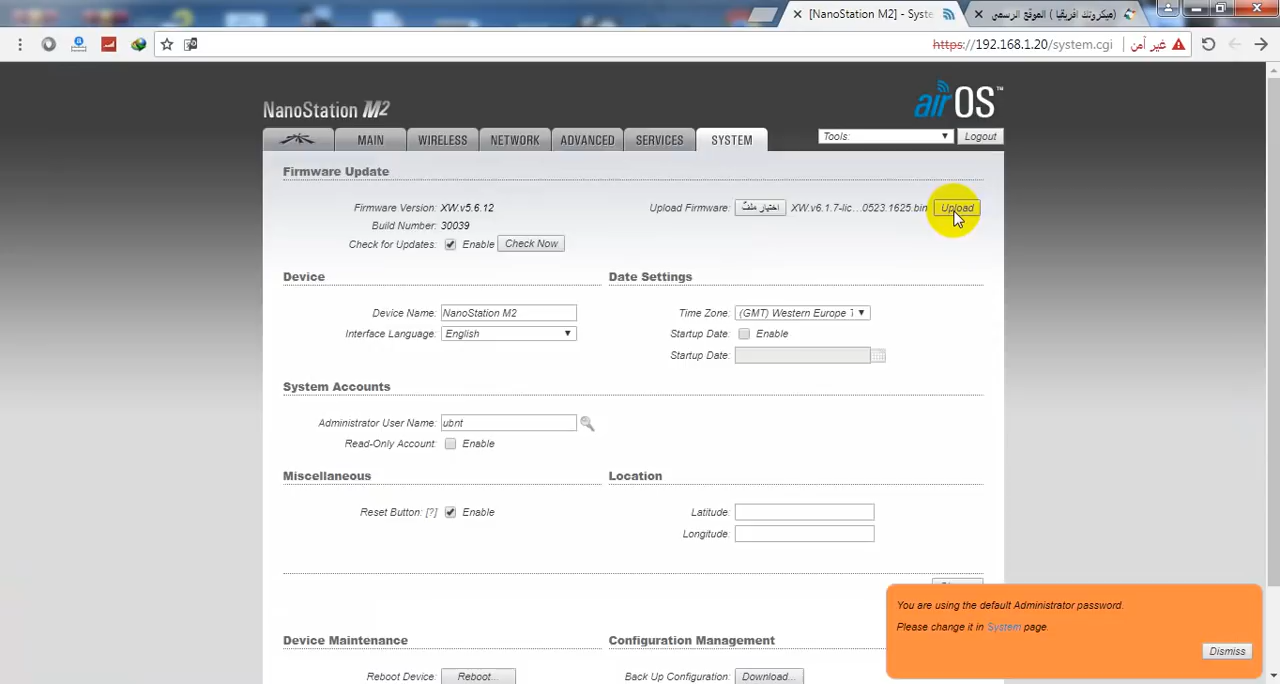 [NanoStation M2] - Syste
(ميكروتك افريقيا ) الموقع الرسمي
https://192.168.1.20/system.cgi
غير آمن
NanoStation M2
airOS™
MAIN
WIRELESS
NETWORK
ADVANCED
SERVICES
SYSTEM
Tools:
Logout
Firmware Update
Firmware Version: XW.v5.6.12
Upload Firmware: اختيار ملف XW.v6.1.7-lic…0523.1625.bin Upload
Build Number: 30039
Check for Updates: Enable Check Now
Device
Date Settings
Device Name: NanoStation M2
Time Zone: (GMT) Western Europe T
Interface Language: English
Startup Date: Enable
Startup Date:
System Accounts
Administrator User Name: ubnt
Read-Only Account: Enable
Miscellaneous
Location
Reset Button: [?] Enable
Latitude:
Longitude:
You are using the default Administrator password.
Please change it in System page.
Dismiss
Device Maintenance
Configuration Management
Reboot Device: Reboot...
Back Up Configuration: Download...